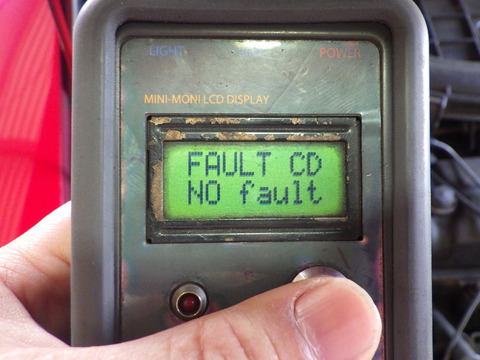 LIGHT POWER
MINI-MONI LCD DISPLAY
FAULT CD
NO fault